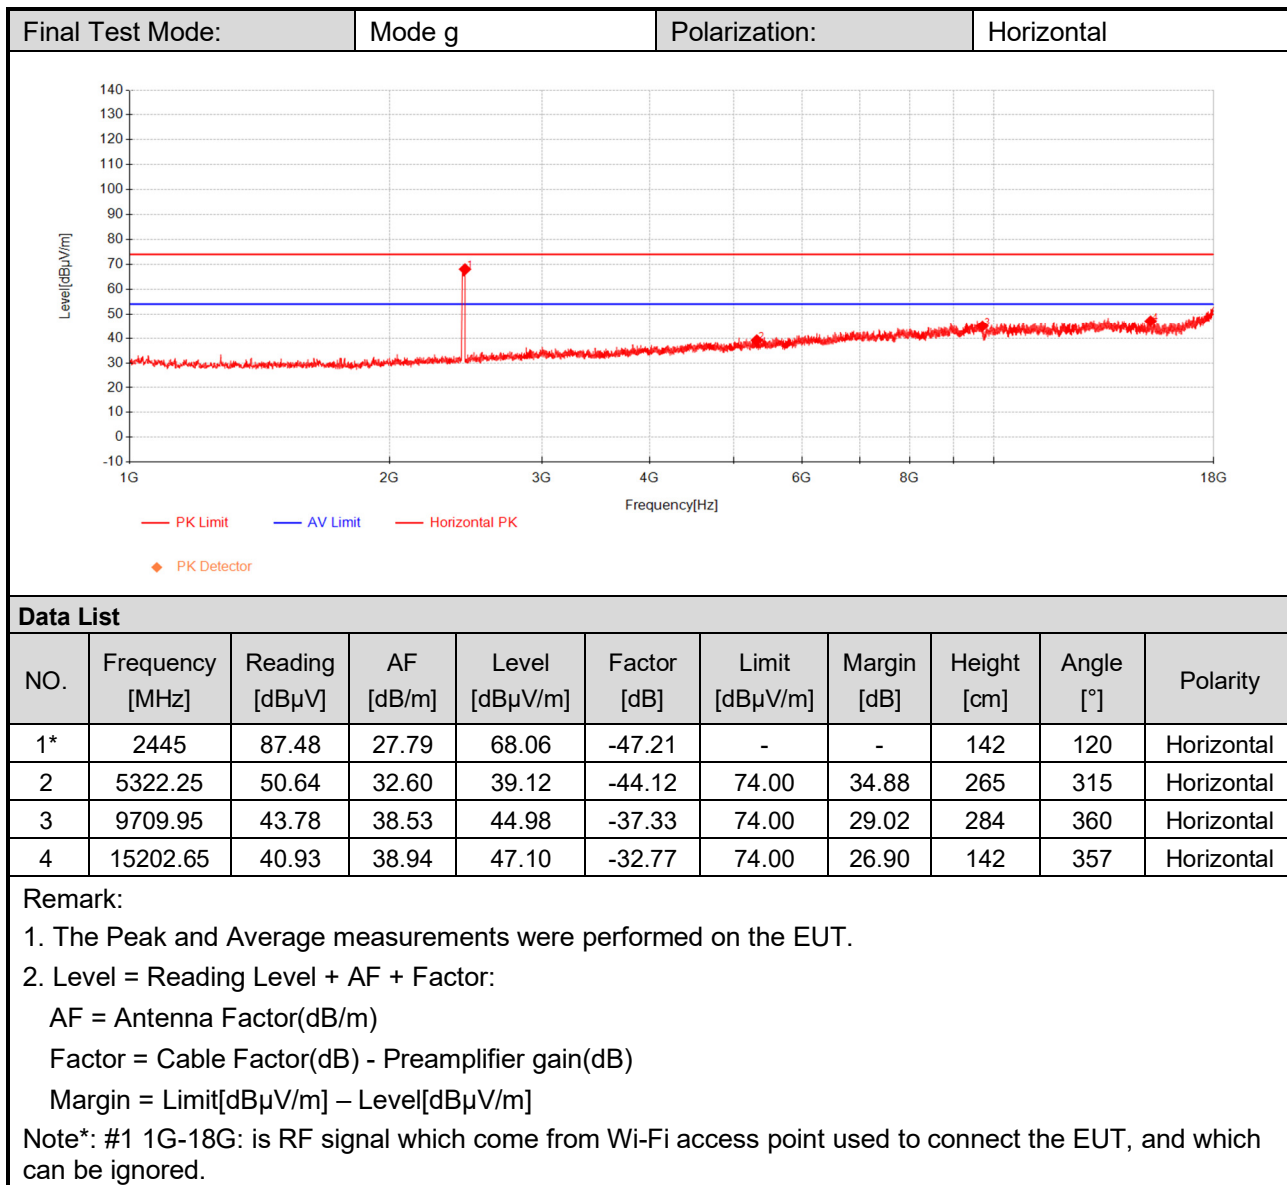 Final Test Mode: Mode g Polarization: Horizontal
140
130
120
110
100
90
80
70
60
50
40
30
20
10
0
-10
Level[dBμV/m]
1
2
3
4
1G 2G 3G 4G 6G 8G 18G
Frequency[Hz]
PK Limit AV Limit Horizontal PK
PK Detector
Data List
NO. Frequency [MHz] Reading [dBμV] AF [dB/m] Level [dBμV/m] Factor [dB] Limit [dBμV/m] Margin [dB] Height [cm] Angle [°] Polarity
1* 2445 87.48 27.79 68.06 -47.21 - - 142 120 Horizontal
2 5322.25 50.64 32.60 39.12 -44.12 74.00 34.88 265 315 Horizontal
3 9709.95 43.78 38.53 44.98 -37.33 74.00 29.02 284 360 Horizontal
4 15202.65 40.93 38.94 47.10 -32.77 74.00 26.90 142 357 Horizontal
Remark:
1. The Peak and Average measurements were performed on the EUT.
2. Level = Reading Level + AF + Factor:
AF = Antenna Factor(dB/m)
Factor = Cable Factor(dB) - Preamplifier gain(dB)
Margin = Limit[dBμV/m] – Level[dBμV/m]
Note*: #1 1G-18G: is RF signal which come from Wi-Fi access point used to connect the EUT, and which
can be ignored.